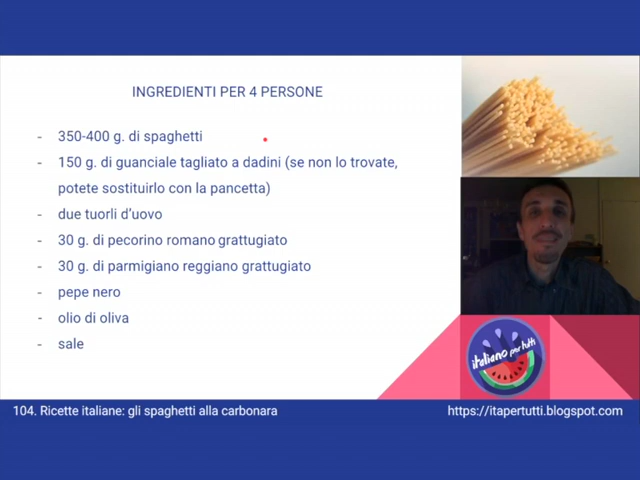 INGREDIENTI PER 4 PERSONE
- 350-400 g. di spaghetti
- 150 g. di guanciale tagliato a dadini (se non lo trovate,
potete sostituirlo con la pancetta)
- due tuorli d'uovo
- 30 g. di pecorino romano grattugiato
- 30 g. di parmigiano reggiano grattugiato
- pepe nero
- olio di oliva
- sale
italiano per tutti
104. Ricette italiane: gli spaghetti alla carbonara
https://itapertutti.blogspot.com